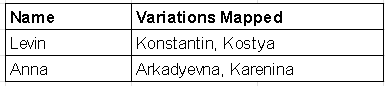 Name Variations Mapped
Levin Konstantin, Kostya
Anna Arkadyevna, Karenina